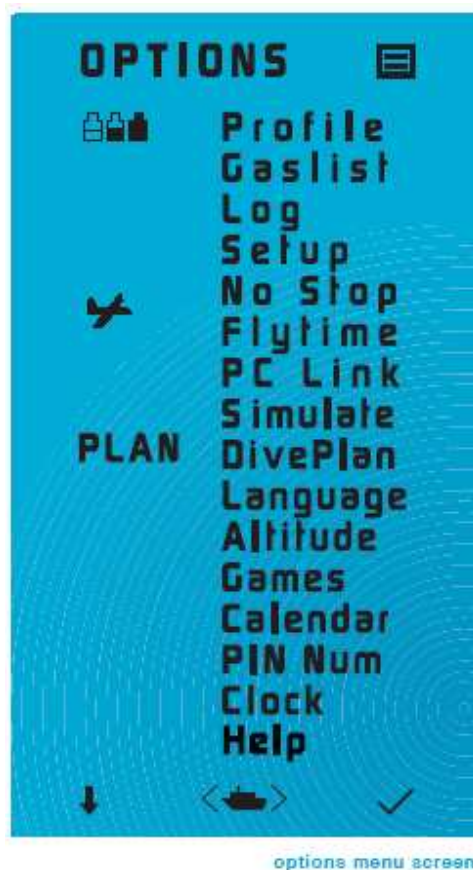 OPTIONS
Profile
Gaslist
Log
Setup
No Stop
Flytime
PC Link
Simulate
PLAN DivePlan
Language
Altitude
Games
Calendar
PIN Num
Clock
Help
options menu screen